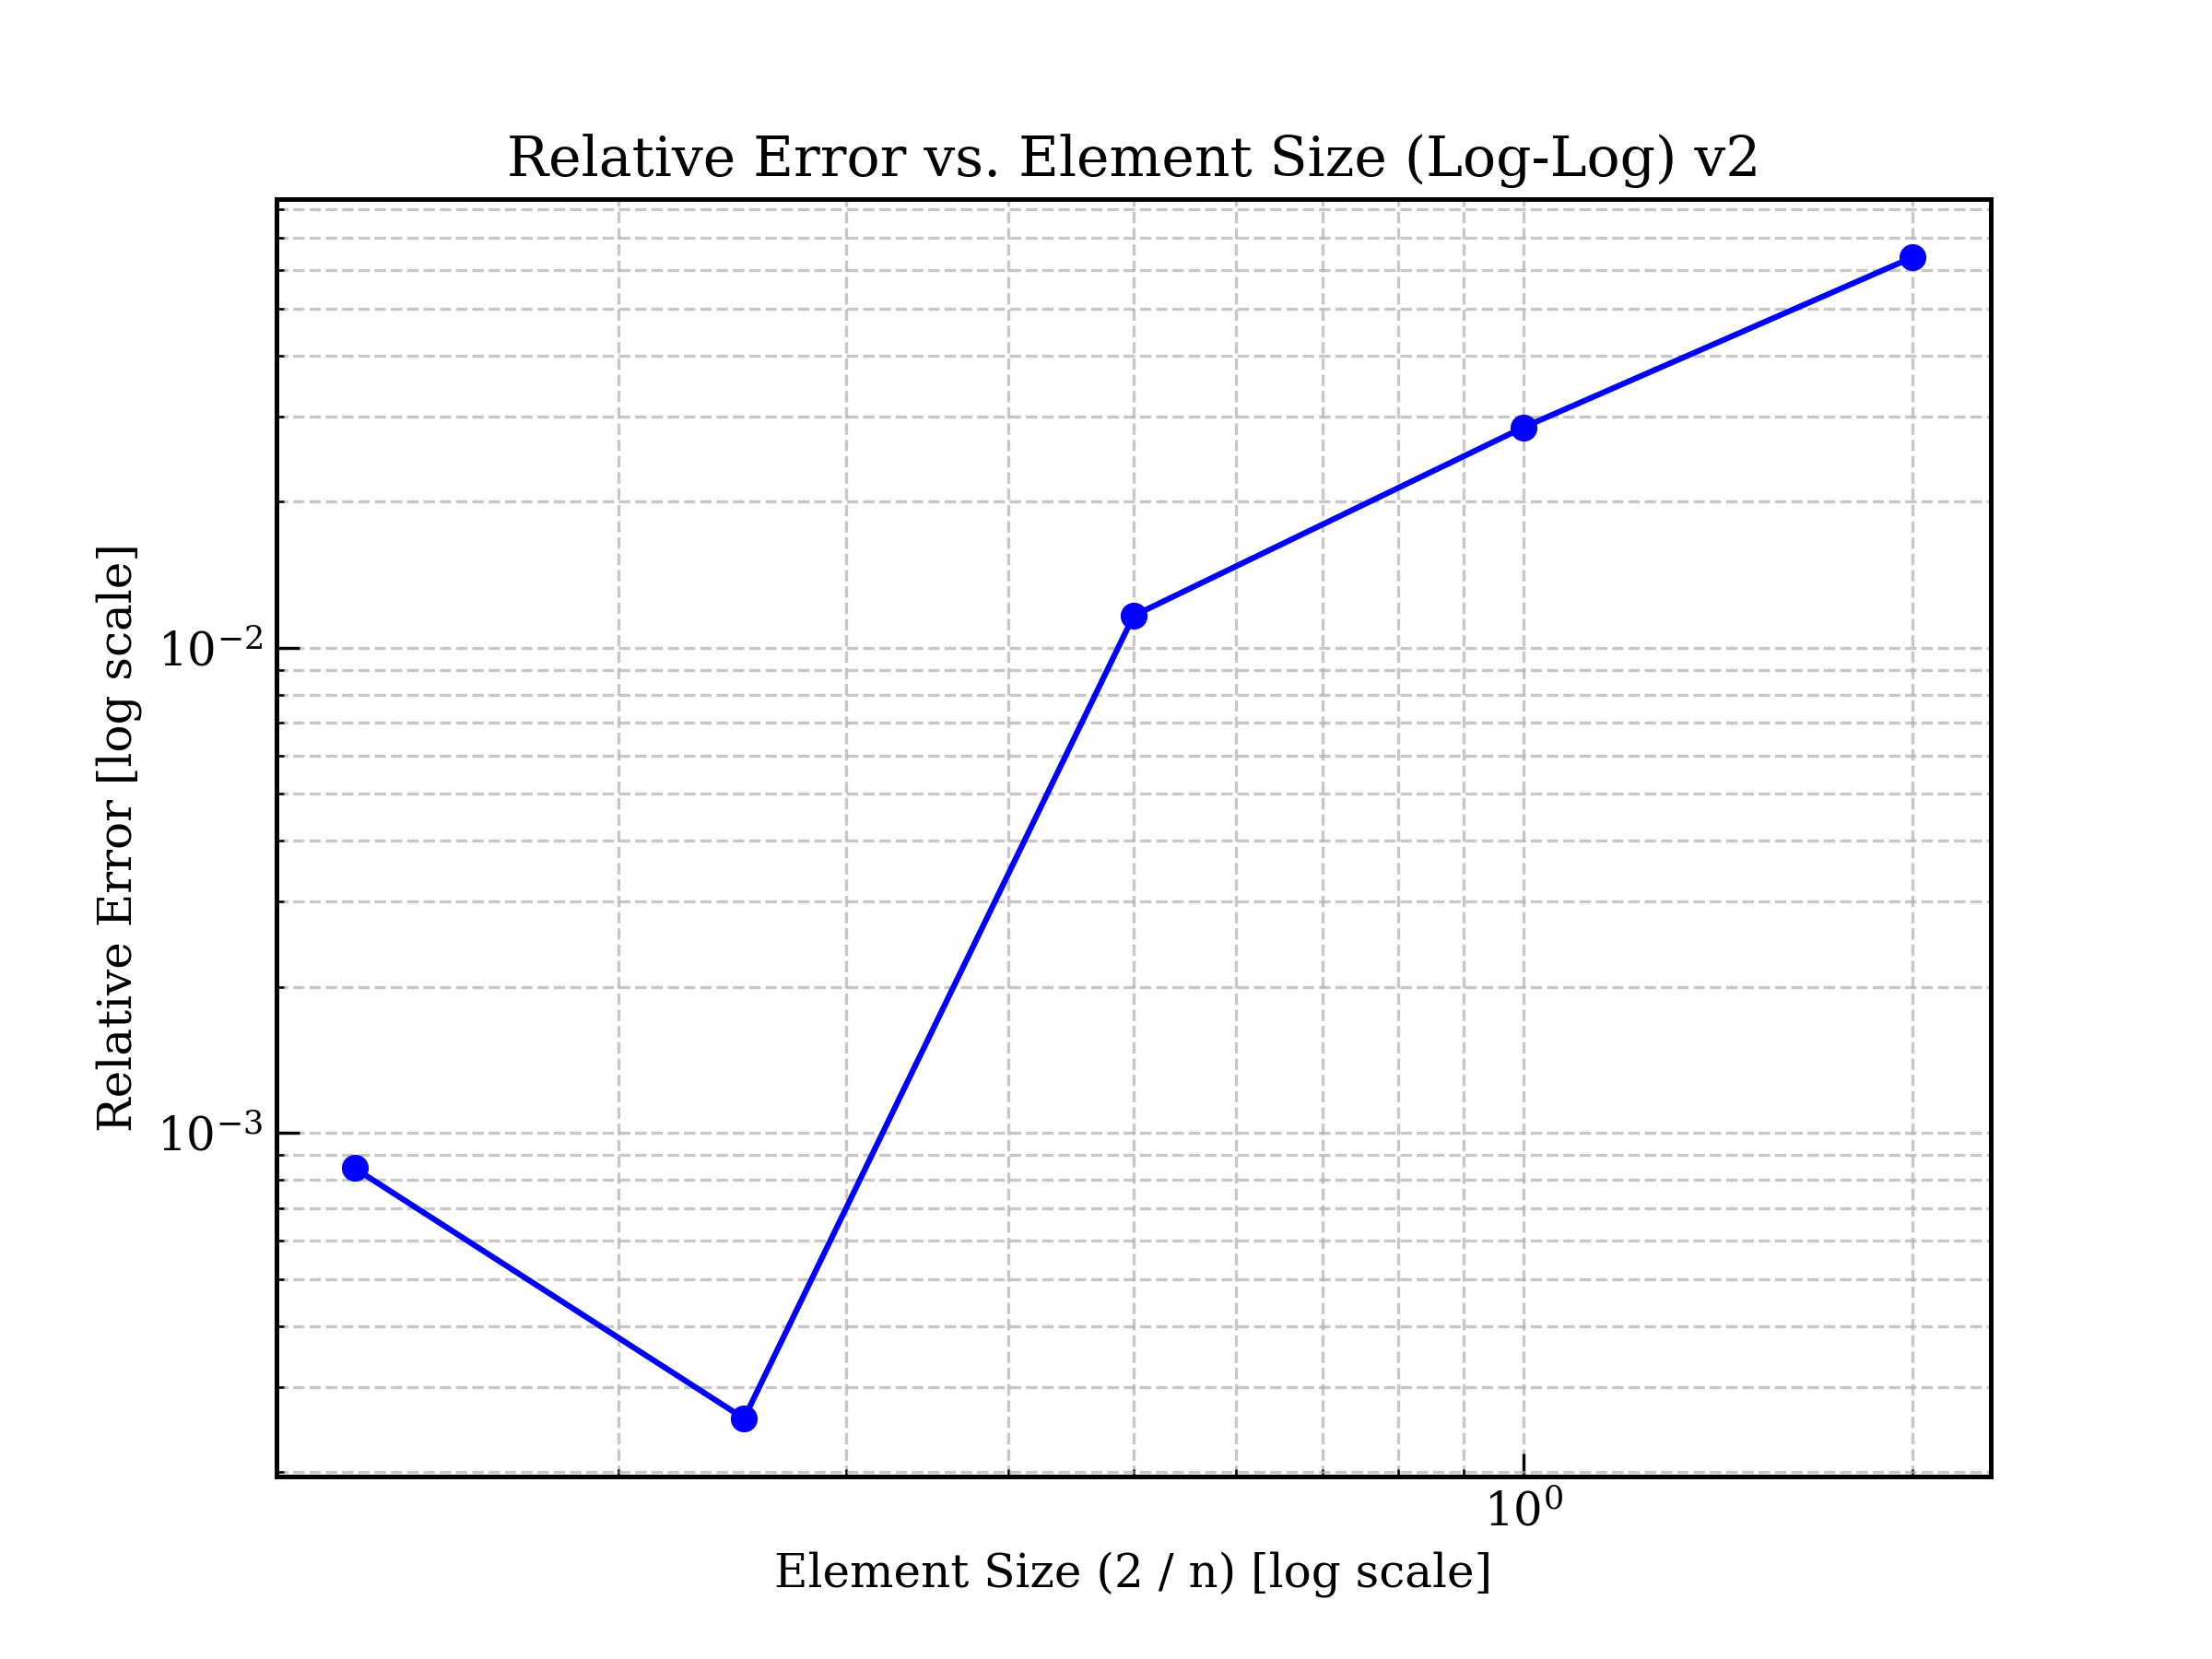 Relative Error vs. Element Size (Log-Log) v2
Relative Error [log scale]
10⁻²
10⁻³
10⁰
Element Size (2 / n) [log scale]